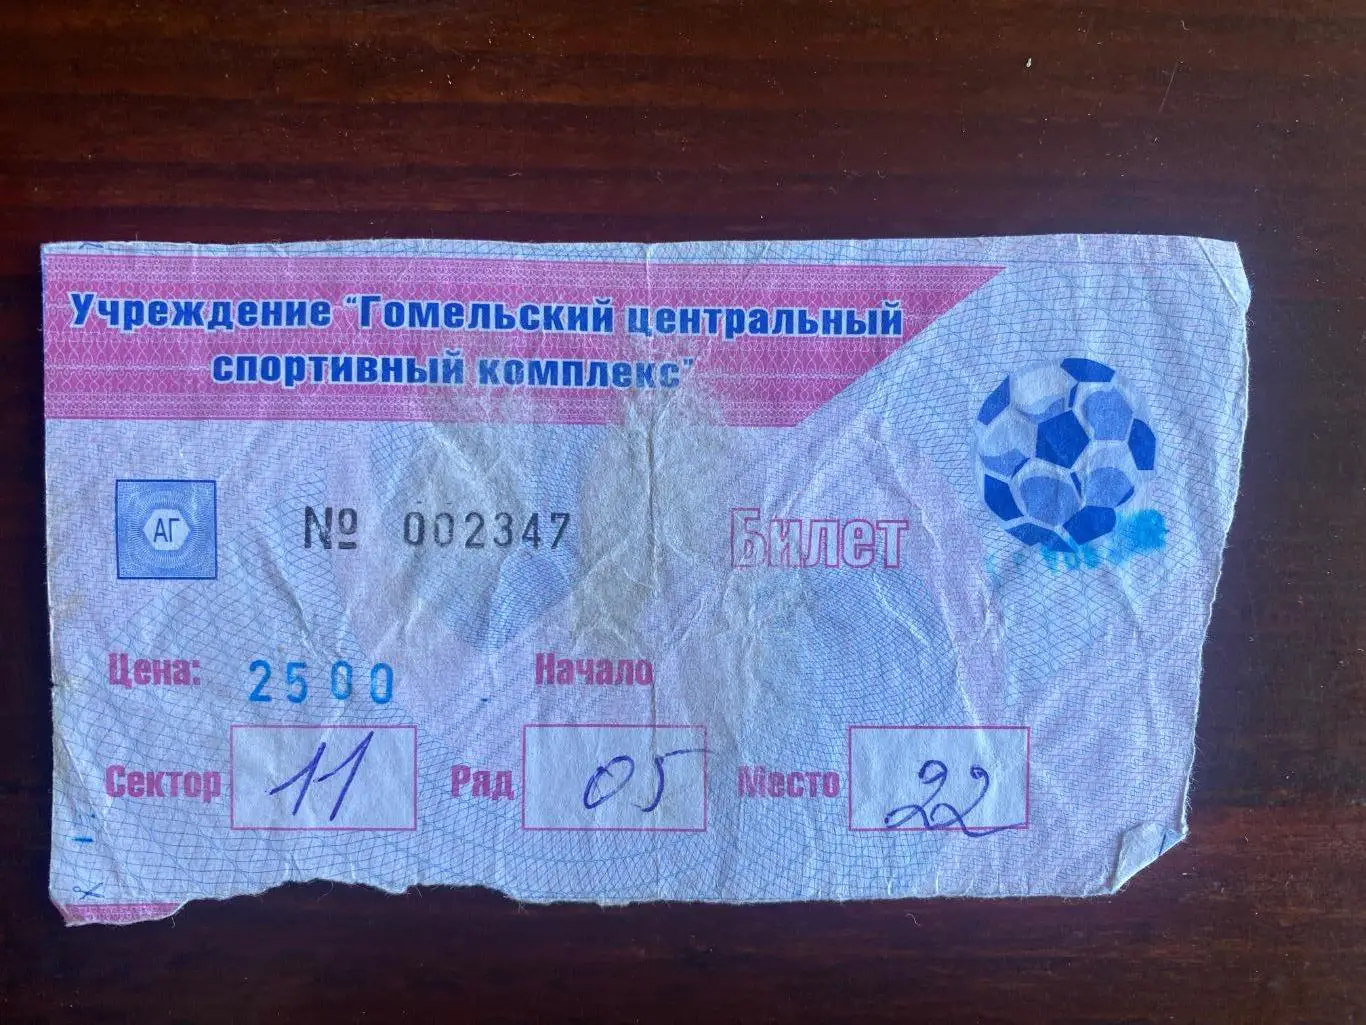 Учреждение "Гомельский центральный
спортивный комплекс"
АГ
№ 002347
Билет
Цена: 2500
Начало
Сектор 11 Ряд 05 Место 22